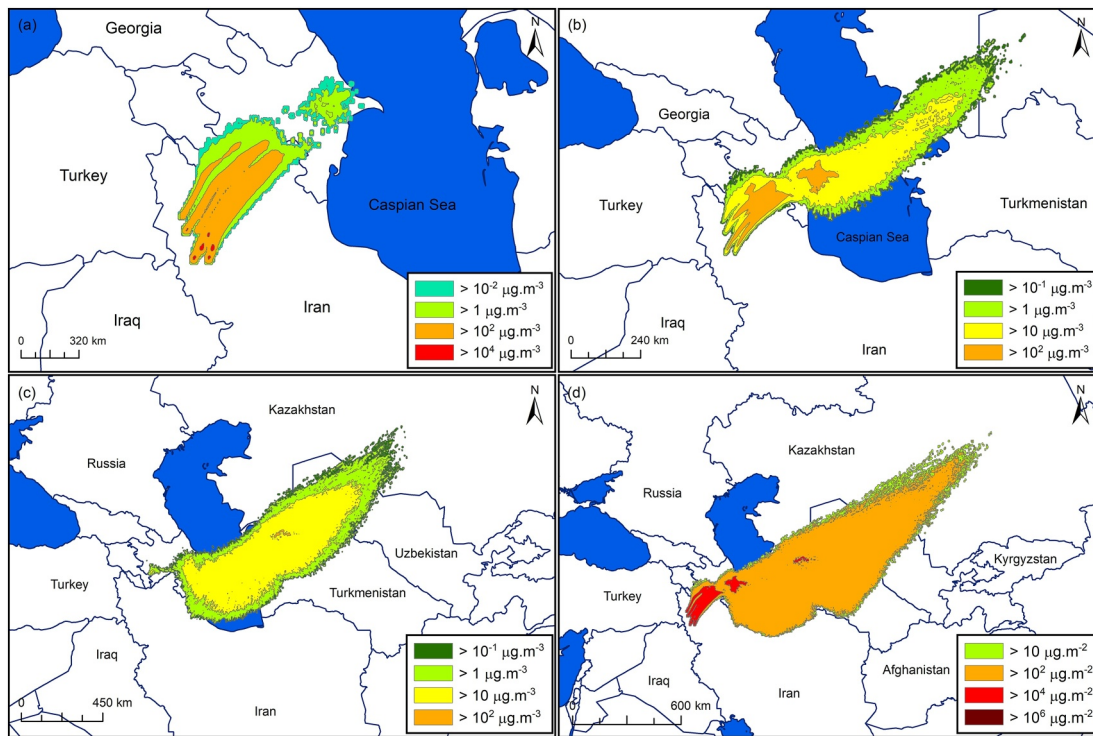 (a)
Georgia
N
Turkey
Caspian Sea
Iraq
Iran
0 320 km
> 10⁻² µg.m⁻³
> 1 µg.m⁻³
> 10² µg.m⁻³
> 10⁴ µg.m⁻³
(b)
N
Georgia
Turkey
Turkmenistan
Caspian Sea
Iraq
Iran
0 240 km
> 10⁻¹ µg.m⁻³
> 1 µg.m⁻³
> 10 µg.m⁻³
> 10² µg.m⁻³
(c)
N
Kazakhstan
Russia
Uzbekistan
Turkey
Turkmenistan
Iraq
Iran
0 450 km
> 10⁻¹ µg.m⁻³
> 1 µg.m⁻³
> 10 µg.m⁻³
> 10² µg.m⁻³
(d)
N
Kazakhstan
Russia
Kyrgyzstan
Turkey
Afghanistan
Iraq
Iran
0 600 km
> 10 µg.m⁻²
> 10² µg.m⁻²
> 10⁴ µg.m⁻²
> 10⁶ µg.m⁻²